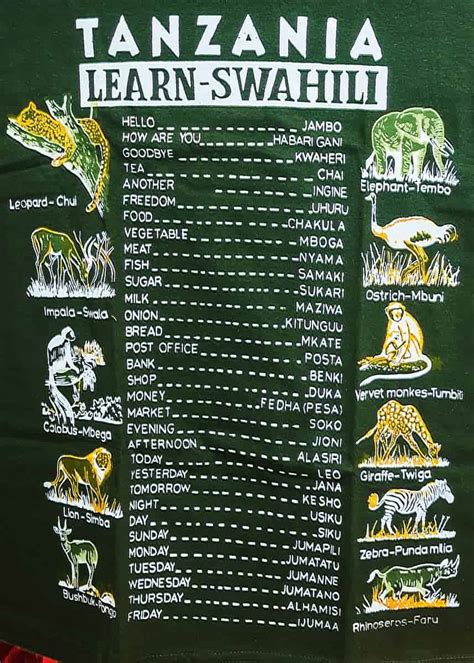 TANZANIA
LEARN-SWAHILI
HELLO ------ JAMBO
HOW ARE YOU ------ HABARI GANI
GOODBYE ------ KWAHERI
TEA ------ CHAI
ANOTHER ------ INGINE
FREEDOM ------ UHURU
FOOD ------ CHAKULA
VEGETABLE ------ MBOGA
MEAT ------ NYAMA
FISH ------ SAMAKI
SUGAR ------ SUKARI
MILK ------ MAZIWA
ONION ------ KITUNGUU
BREAD ------ MKATE
POST OFFICE ------ POSTA
BANK ------ BENKI
SHOP ------ DUKA
MONEY ------ FEDHA (PESA)
MARKET ------ SOKO
EVENING ------ JIONI
AFTERNOON ------ ALASIRI
TODAY ------ LEO
YESTERDAY ------ JANA
TOMORROW ------ KESHO
NIGHT ------ USIKU
DAY ------ SIKU
SUNDAY ------ JUMAPILI
MONDAY ------ JUMATATU
TUESDAY ------ JUMANNE
WEDNESDAY ------ JUMATANO
THURSDAY ------ ALHAMISI
FRIDAY ------ IJUMAA
Leopard-Chui
Impala-Swala
Colobus-Mbega
Lion-Simba
Bushbuk-Pongo
Elephant-Tembo
Ostrich-Mbuni
Vervet monkes-Tumbiti
Giraffe-Twiga
Zebra-Punda milia
Rhinoseros-Faru